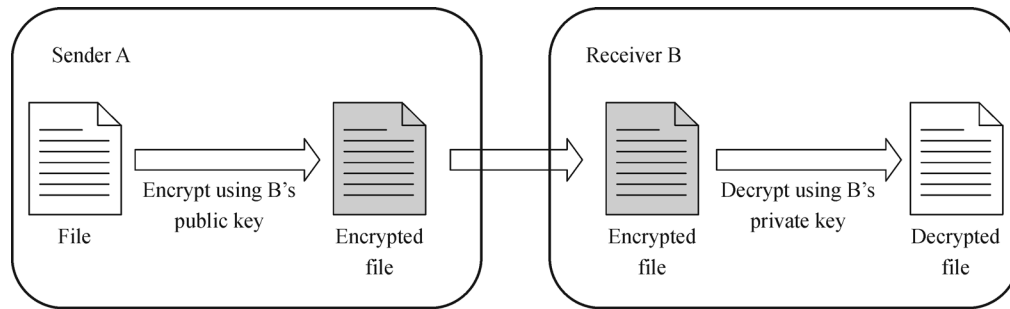 Sender A
File
Encrypt using B's
public key
Encrypted
file
Receiver B
Encrypted
file
Decrypt using B's
private key
Decrypted
file